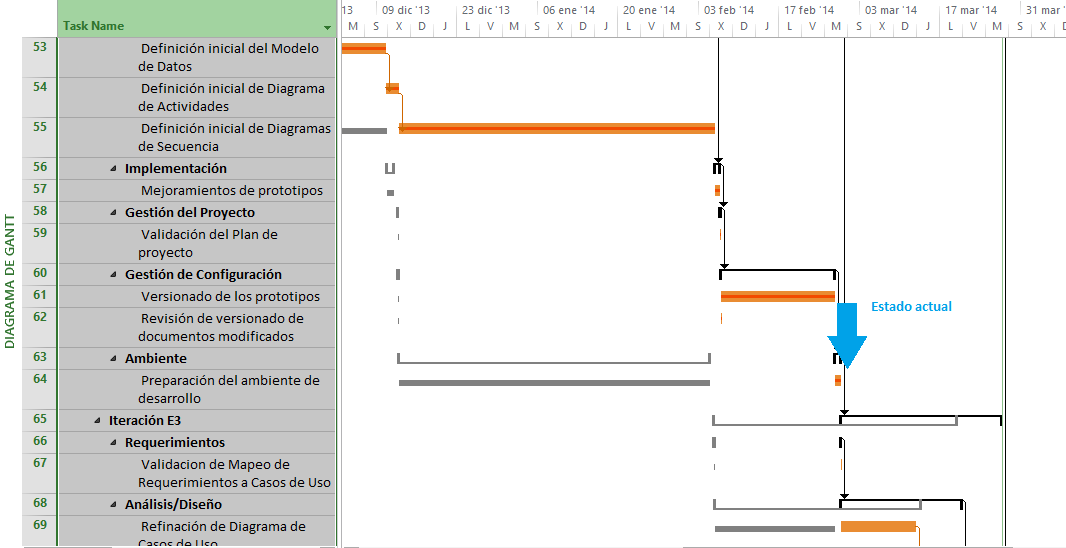 13
09 dic '13
23 dic '13
06 ene '14
20 ene '14
03 feb '14
17 feb '14
03 mar '14
17 mar '14
31 mar
Task Name
M S X D J L V M S X D J L V M S X D J L V M S X D
DIAGRAMA DE GANTT
53 Definición inicial del Modelo
de Datos
54 Definición inicial de Diagrama
de Actividades
55 Definición inicial de Diagramas
de Secuencia
56 Implementación
57 Mejoramientos de prototipos
58 Gestión del Proyecto
59 Validación del Plan de
proyecto
60 Gestión de Configuración
61 Versionado de los prototipos
Estado actual
62 Revisión de versionado de
documentos modificados
63 Ambiente
64 Preparación del ambiente de
desarrollo
65 Iteración E3
66 Requerimientos
67 Validacion de Mapeo de
Requerimientos a Casos de Uso
68 Análisis/Diseño
69 Refinación de Diagrama de
Casos de Uso